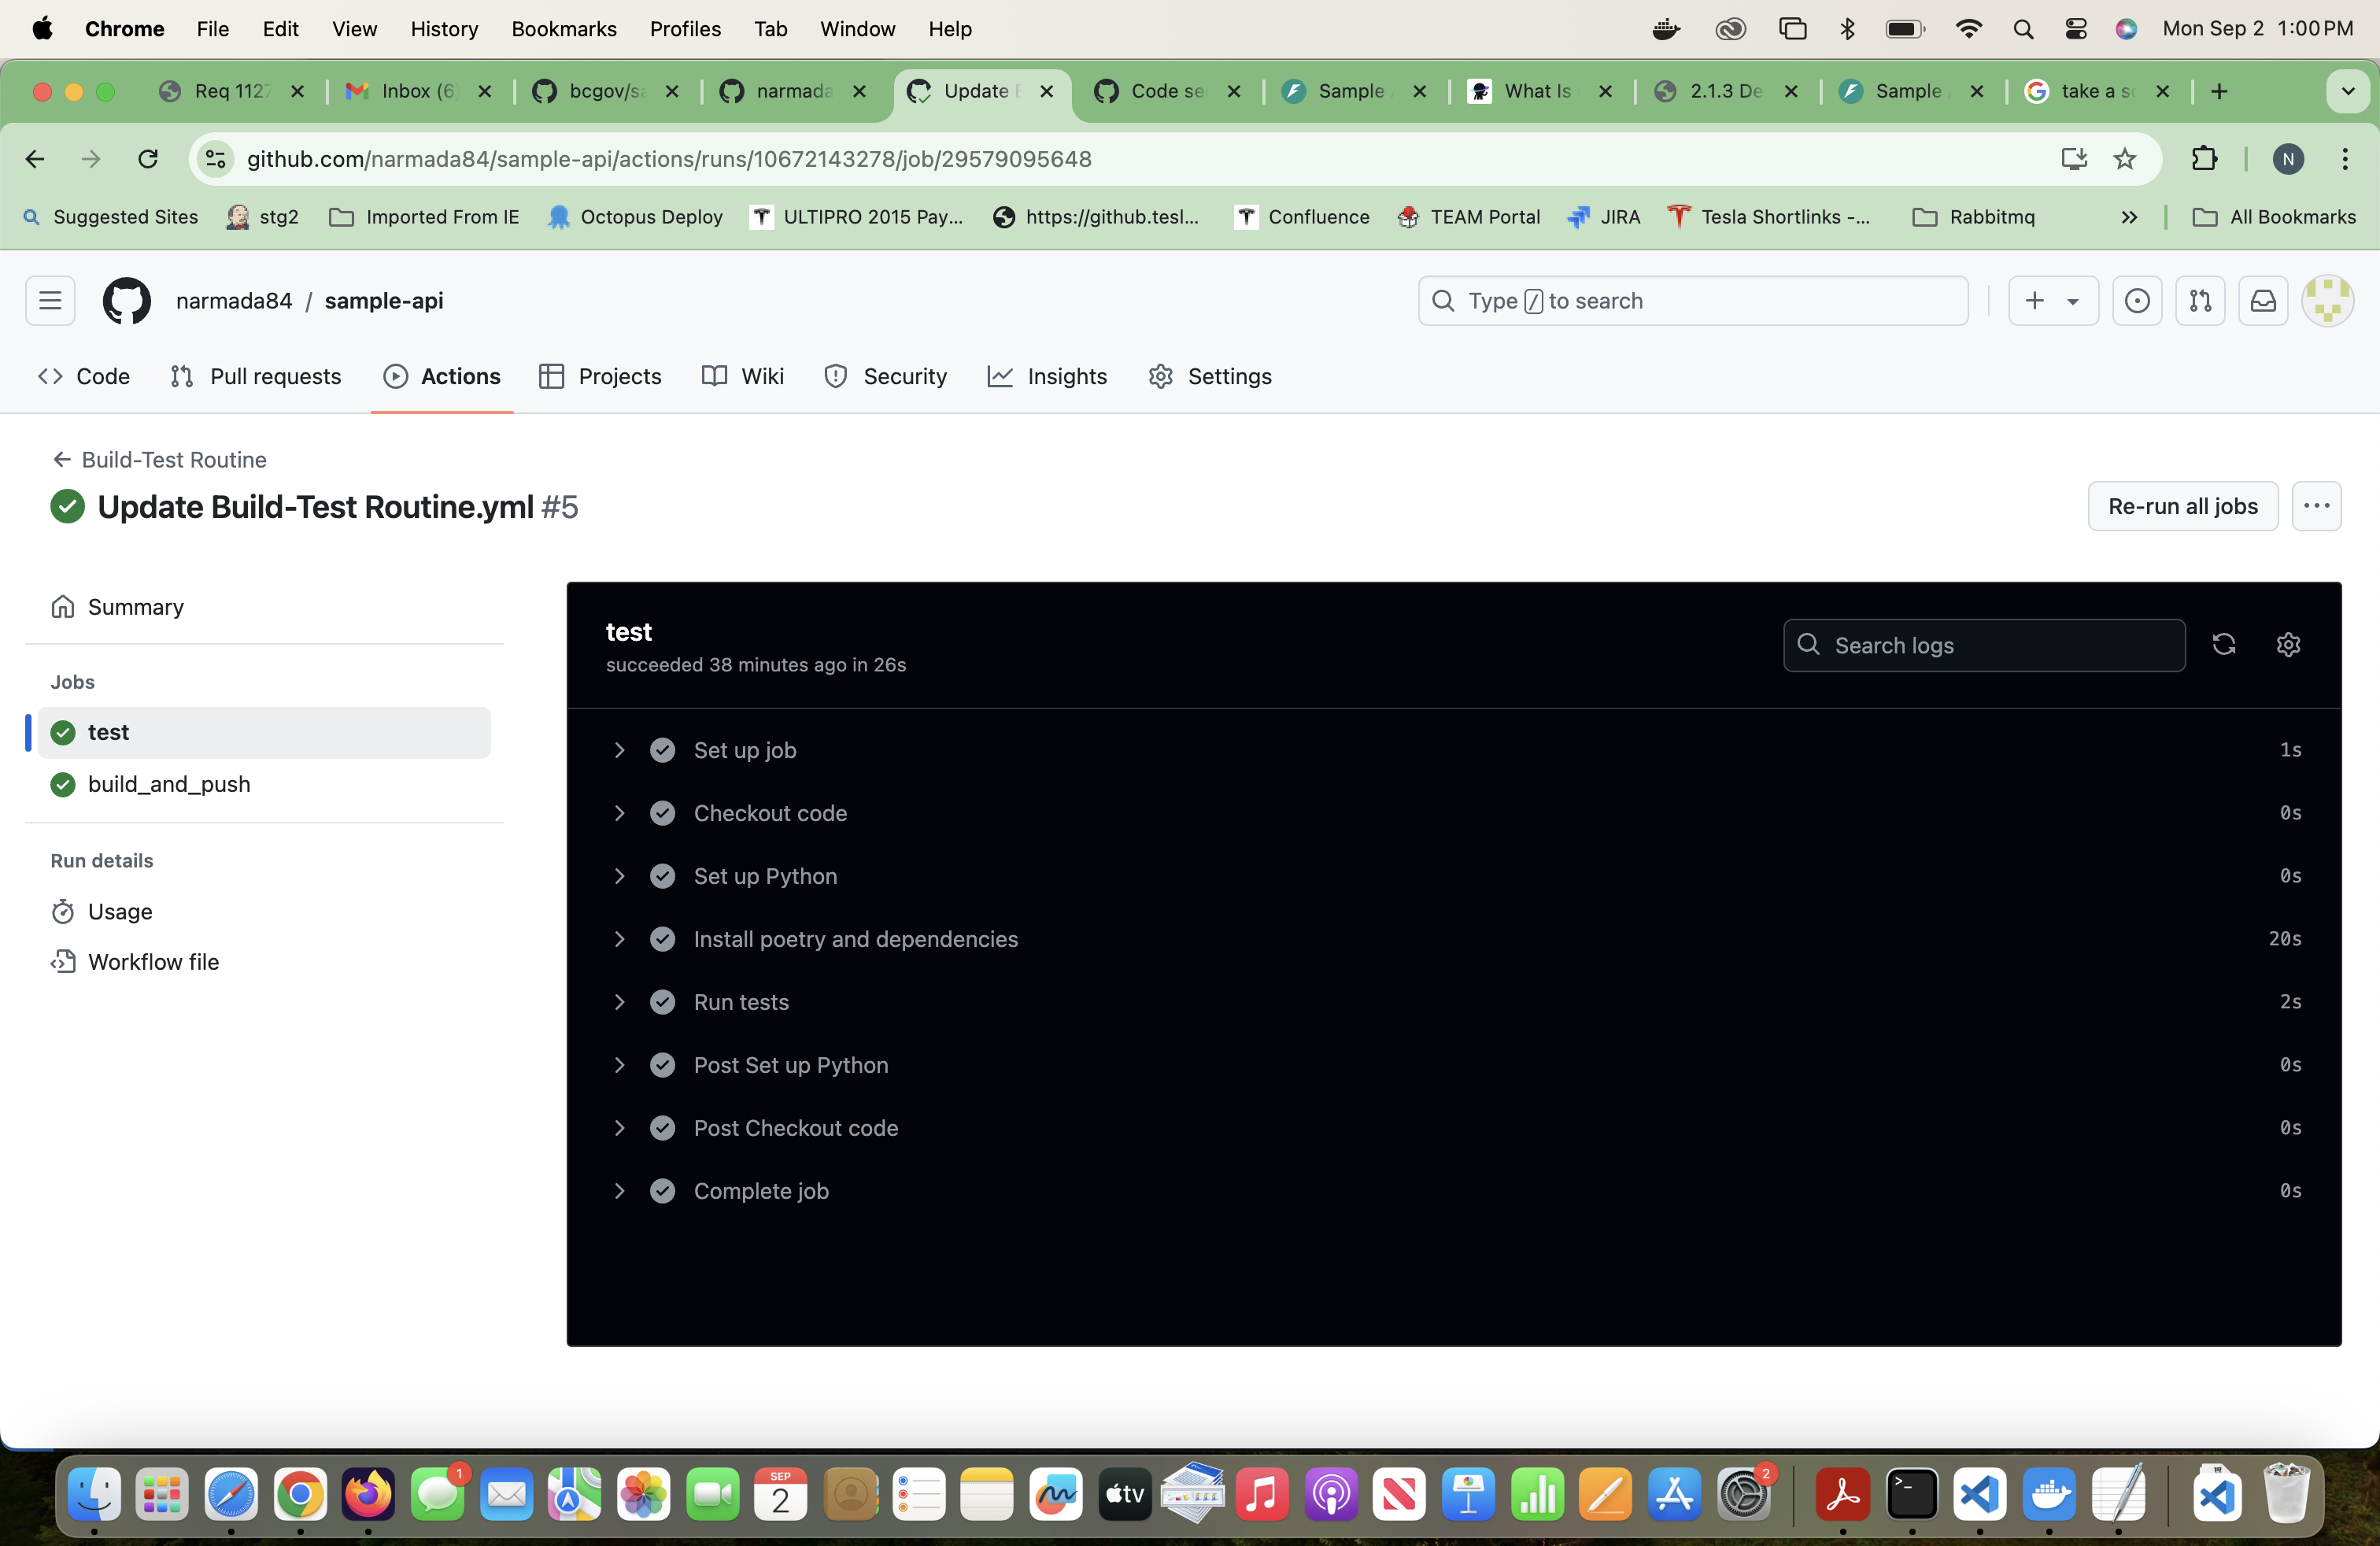 Chrome File Edit View History Bookmarks Profiles Tab Window Help Mon Sep 2 1:00 PM
Req 1127 Inbox (6 bcgov/sa narmada Update B Code se Sample What Is 2.1.3 De Sample take a sc
github.com/narmada84/sample-api/actions/runs/10672143278/job/29579095648 N
Suggested Sites stg2 Imported From IE Octopus Deploy ULTIPRO 2015 Pay... https://github.tesl... Confluence TEAM Portal JIRA Tesla Shortlinks -... Rabbitmq » All Bookmarks
narmada84 / sample-api Type / to search
Code Pull requests Actions Projects Wiki Security Insights Settings
Build-Test Routine
Update Build-Test Routine.yml #5 Re-run all jobs
Summary
Jobs
test
build_and_push
Run details
Usage
Workflow file
test
succeeded 38 minutes ago in 26s
Search logs
Set up job 1s
Checkout code 0s
Set up Python 0s
Install poetry and dependencies 20s
Run tests 2s
Post Set up Python 0s
Post Checkout code 0s
Complete job 0s
1 SEP 2 tv 2